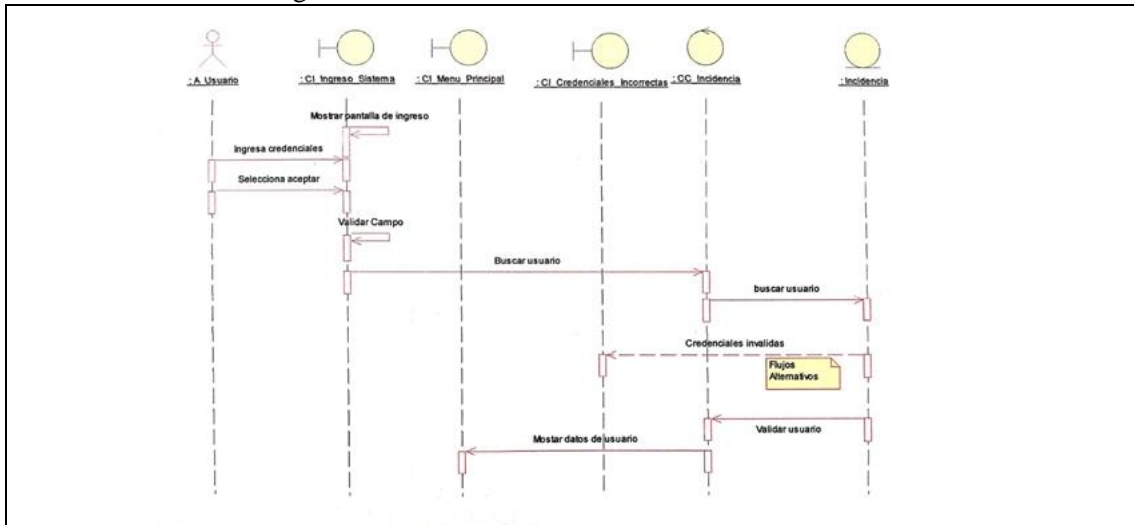 : A_Usuario
: CI_Ingreso_Sistema
: CI_Menu_Principal
: CI_Credenciales_Incorrectas
: CC_Incidencia
: Incidencia
Mostrar pantalla de ingreso
Ingresa credenciales
Selecciona aceptar
Validar Campo
Buscar usuario
buscar usuario
Credenciales invalidas
Flujos
Alternativos
Validar usuario
Mostar datos de usuario